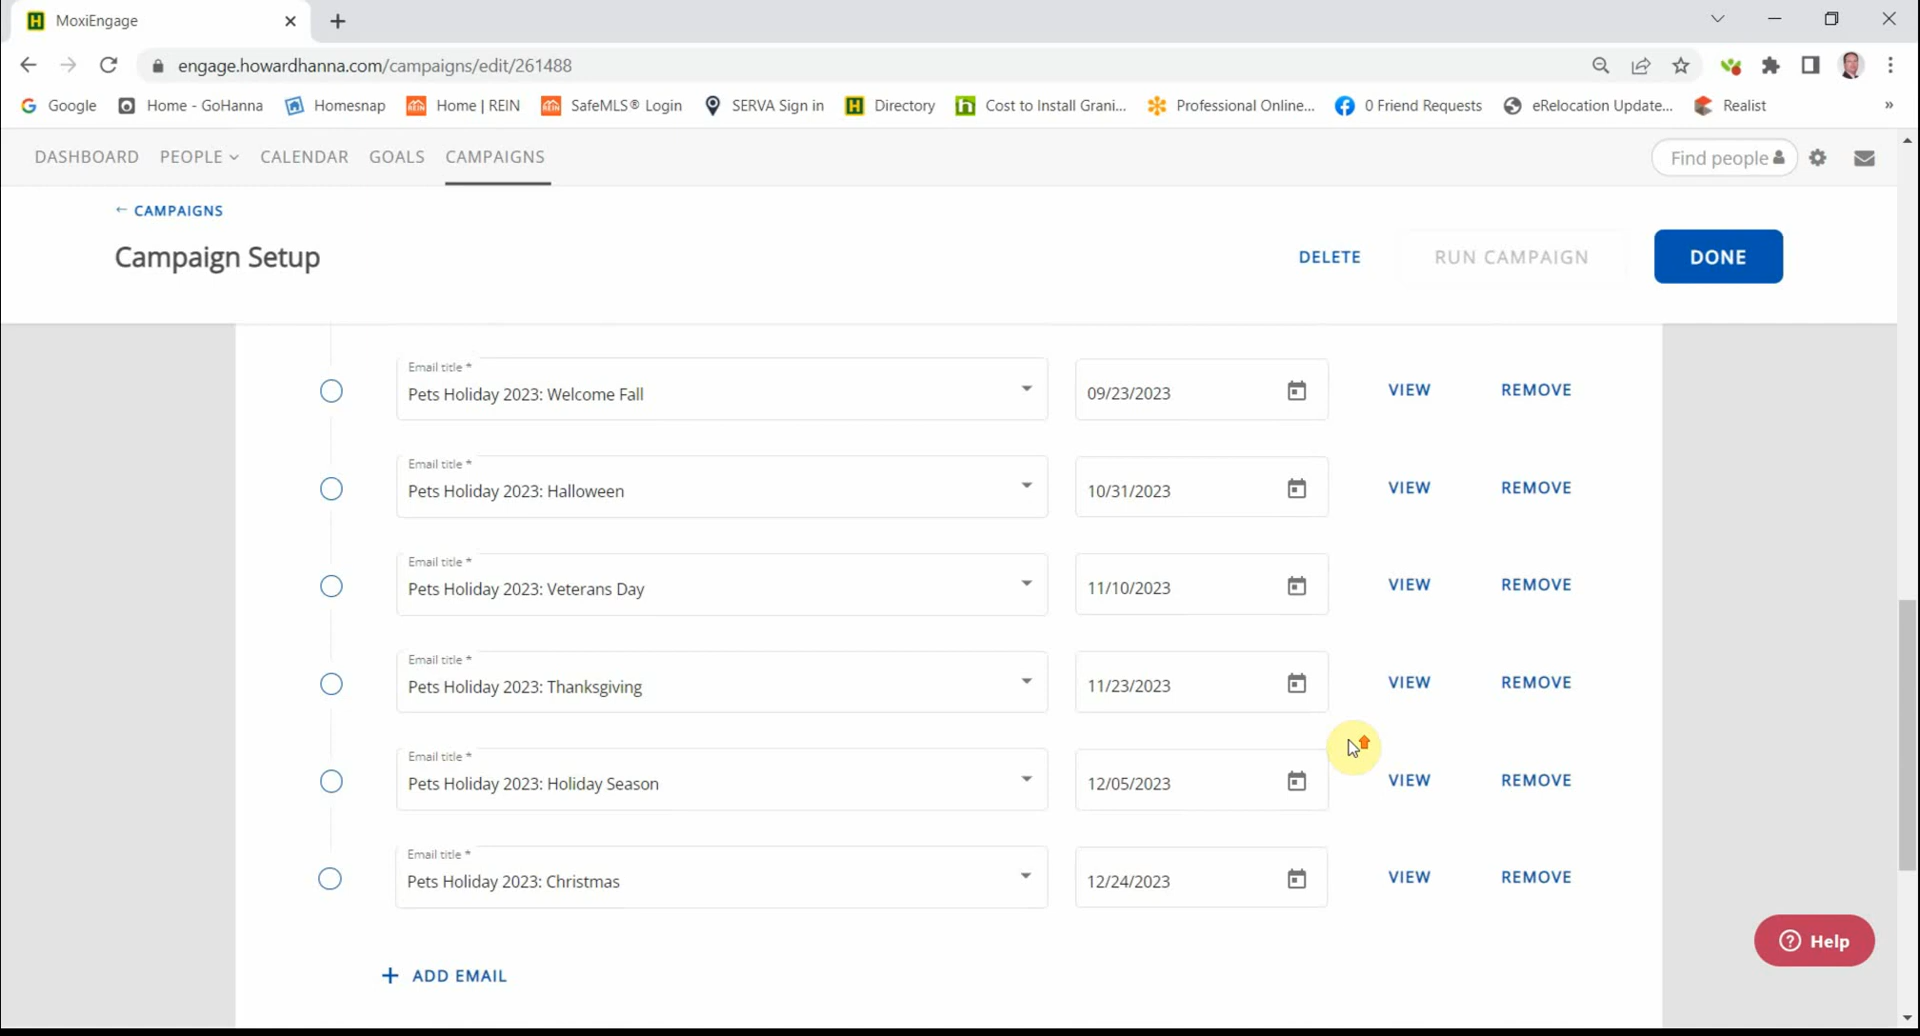 MoxiEngage
engage.howardhanna.com/campaigns/edit/261488
Google Home - GoHanna Homesnap Home | REIN SafeMLS® Login SERVA Sign in Directory Cost to Install Grani... Professional Online... 0 Friend Requests eRelocation Update... Realist »
DASHBOARD PEOPLE CALENDAR GOALS CAMPAIGNS Find people
← CAMPAIGNS
Campaign Setup DELETE RUN CAMPAIGN DONE
Email title *
Pets Holiday 2023: Welcome Fall 09/23/2023 VIEW REMOVE
Email title *
Pets Holiday 2023: Halloween 10/31/2023 VIEW REMOVE
Email title *
Pets Holiday 2023: Veterans Day 11/10/2023 VIEW REMOVE
Email title *
Pets Holiday 2023: Thanksgiving 11/23/2023 VIEW REMOVE
Email title *
Pets Holiday 2023: Holiday Season 12/05/2023 VIEW REMOVE
Email title *
Pets Holiday 2023: Christmas 12/24/2023 VIEW REMOVE
Help
+ ADD EMAIL